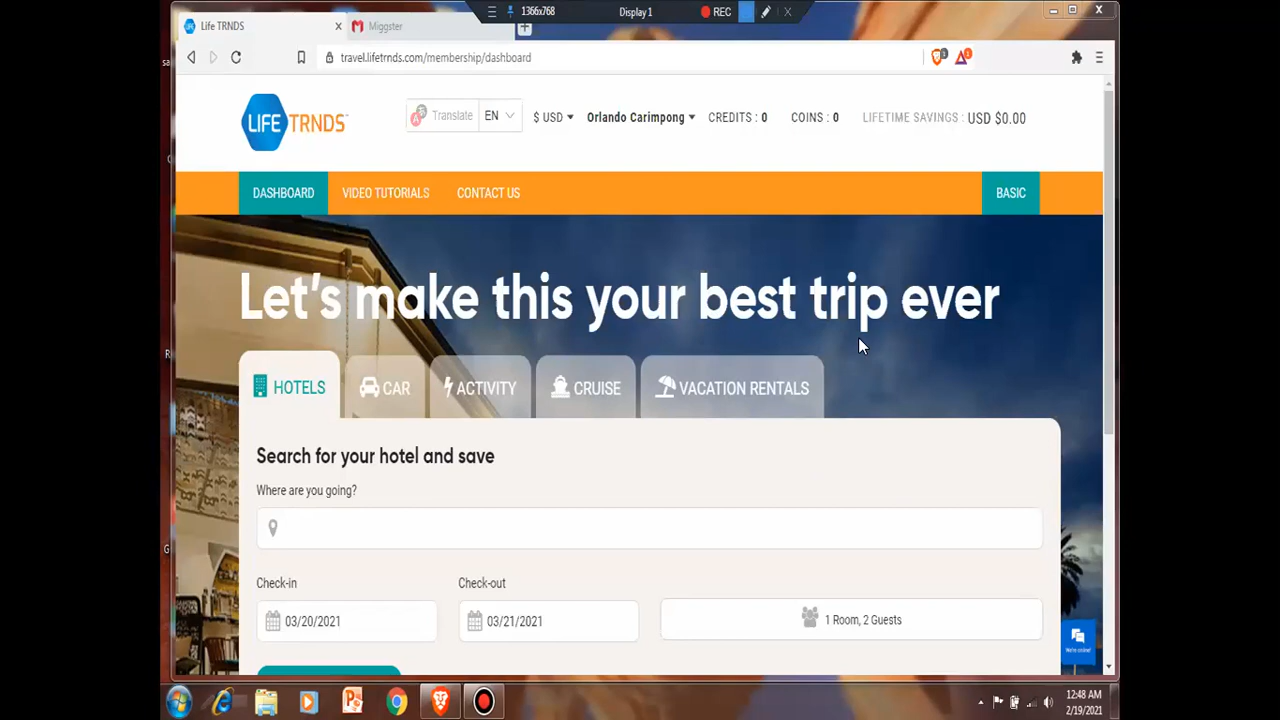 1366x768
Display 1
REC
Life TRNDS
Miggster
travel.lifetrnds.com/membership/dashboard
LIFE TRNDS
Translate
EN
$ USD
Orlando Carimpong
CREDITS : 0
COINS : 0
LIFETIME SAVINGS : USD $0.00
DASHBOARD
VIDEO TUTORIALS
CONTACT US
BASIC
Let's make this your best trip ever
HOTELS
CAR
ACTIVITY
CRUISE
VACATION RENTALS
Search for your hotel and save
Where are you going?
Check-in
Check-out
03/20/2021
03/21/2021
1 Room, 2 Guests
We're online!
12:48 AM
2/19/2021